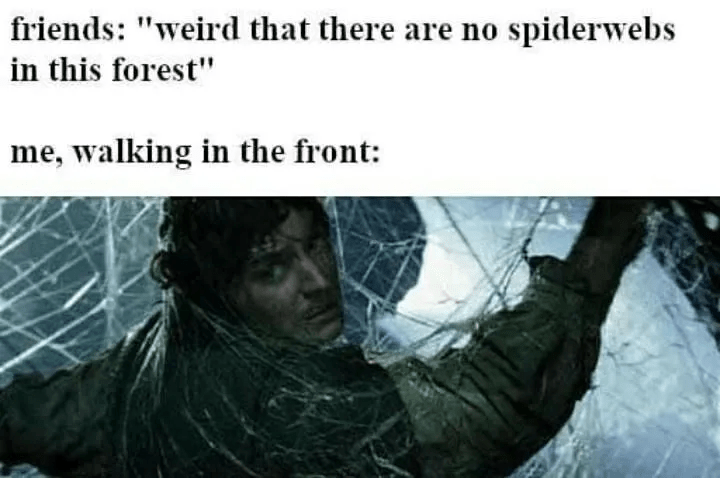 friends: "weird that there are no spiderwebs
in this forest"
me, walking in the front: